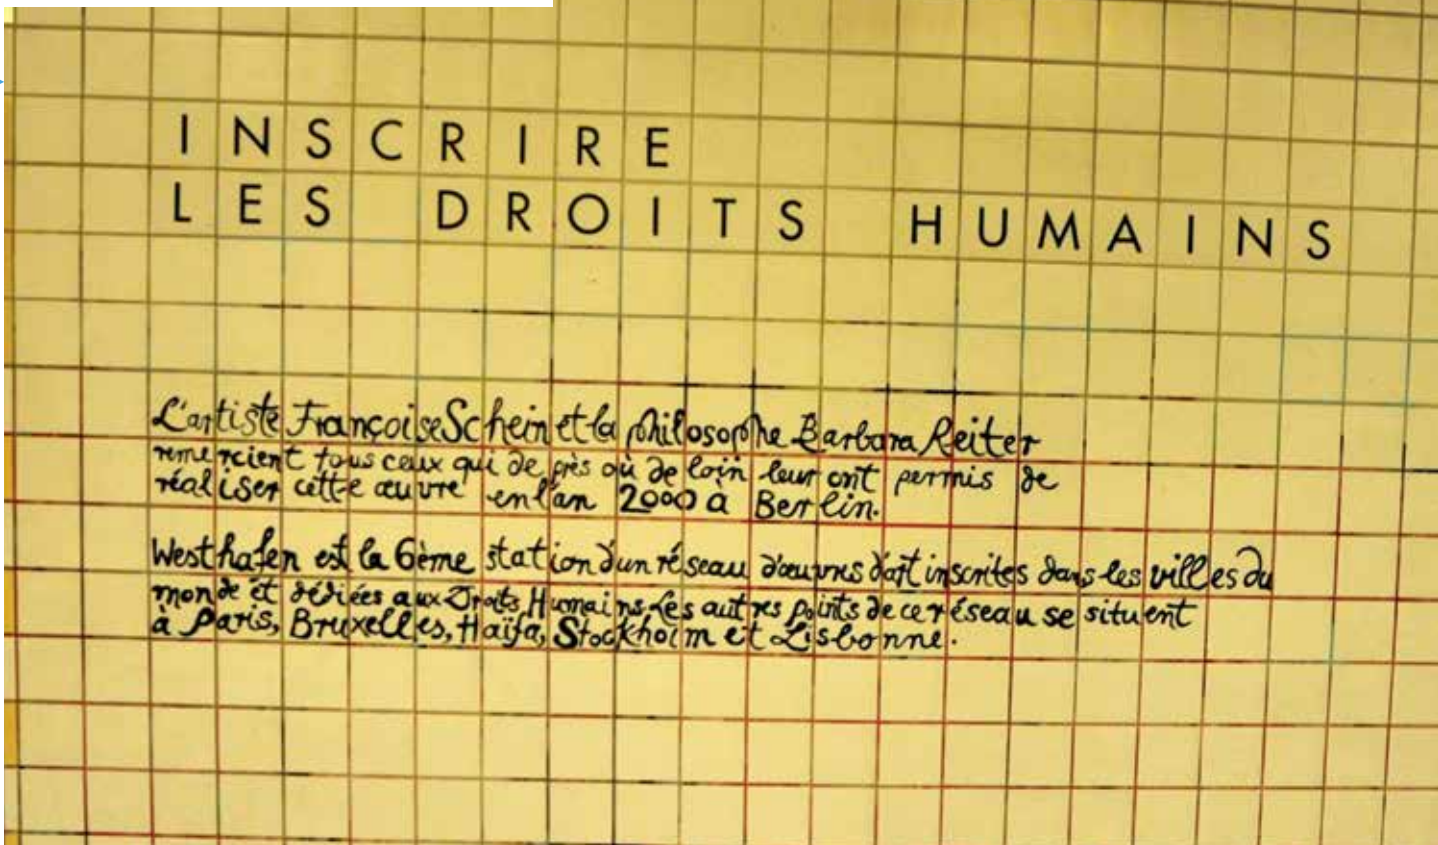 INSCRIRE
LES DROITS HUMAINS
L'artiste Françoise Schein et la philosophe Barbara Reiter
remercient tous ceux qui de près où de loin leur ont permis de
réaliser cette œuvre en l'an 2000 à Berlin.
Westhafen est la 6ème station d'un réseau d'œuvres d'art inscrites dans les villes du
monde et dédiées aux Droits Humains. Les autres points de ce réseau se situent
à Paris, Bruxelles, Haïfa, Stockholm et Lisbonne.